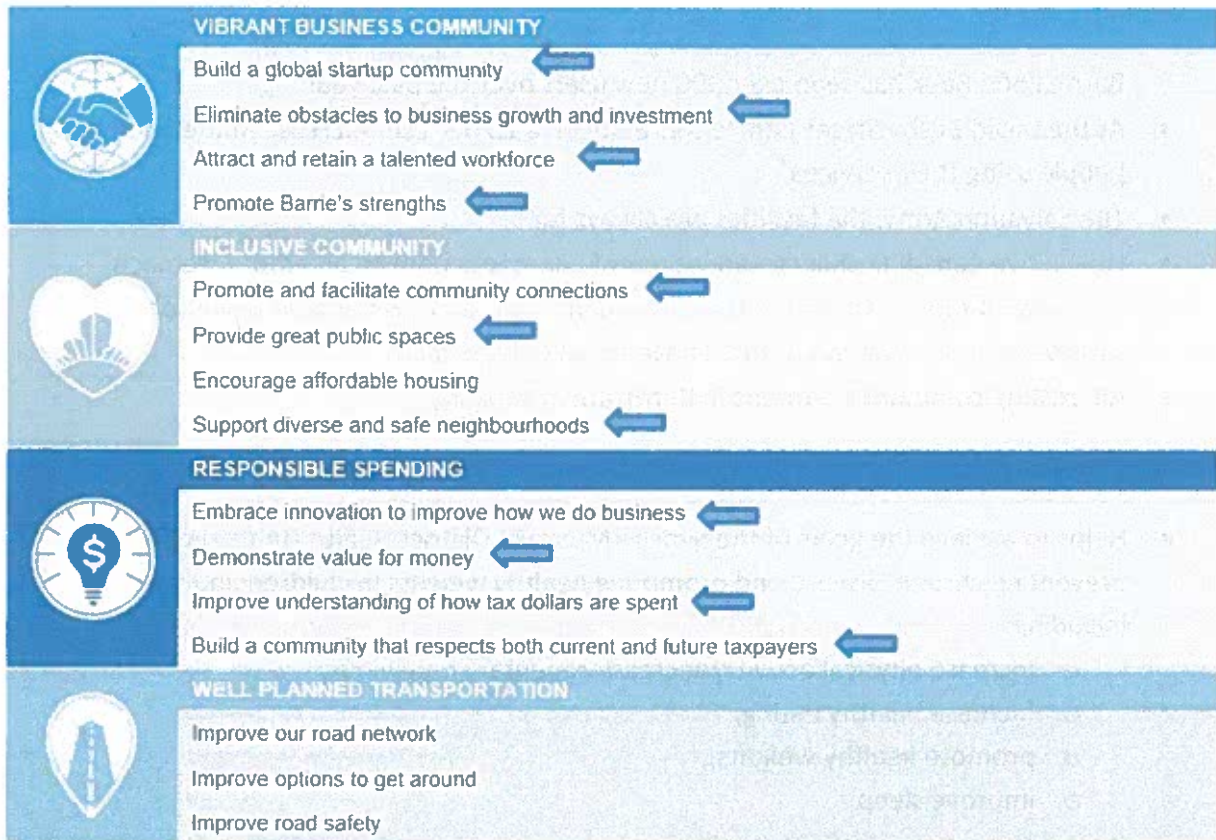 VIBRANT BUSINESS COMMUNITY
Build a global startup community
Eliminate obstacles to business growth and investment
Attract and retain a talented workforce
Promote Barrie's strengths
INCLUSIVE COMMUNITY
Promote and facilitate community connections
Provide great public spaces
Encourage affordable housing
Support diverse and safe neighbourhoods
RESPONSIBLE SPENDING
$
Embrace innovation to improve how we do business
Demonstrate value for money
Improve understanding of how tax dollars are spent
Build a community that respects both current and future taxpayers
WELL PLANNED TRANSPORTATION
Improve our road network
Improve options to get around
Improve road safety